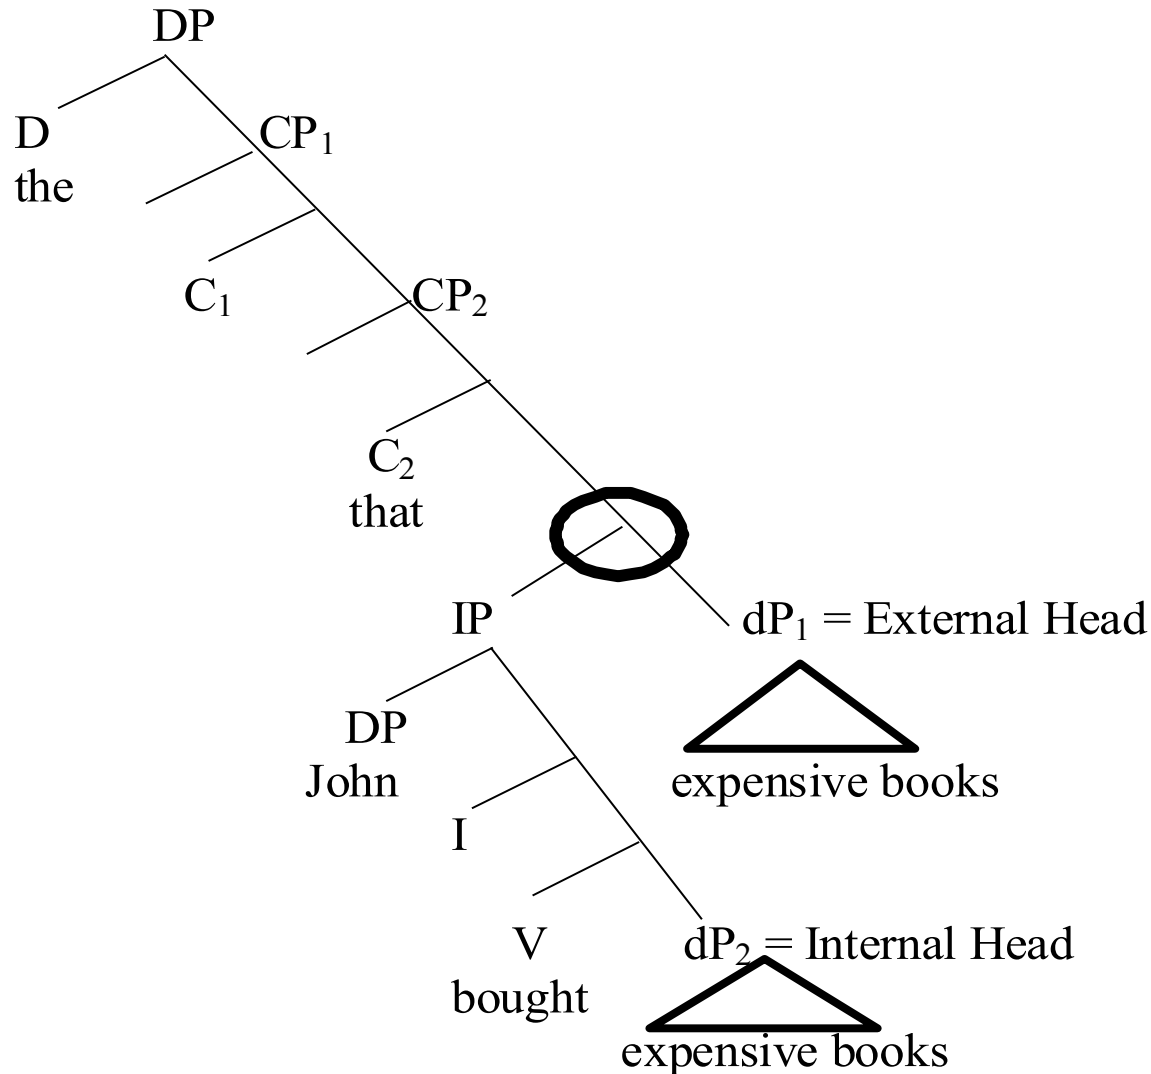 DP
D
the
CP₁
C₁
CP₂
C₂
that
IP
dP₁ = External Head
expensive books
DP
John
I
V
bought
dP₂ = Internal Head
expensive books